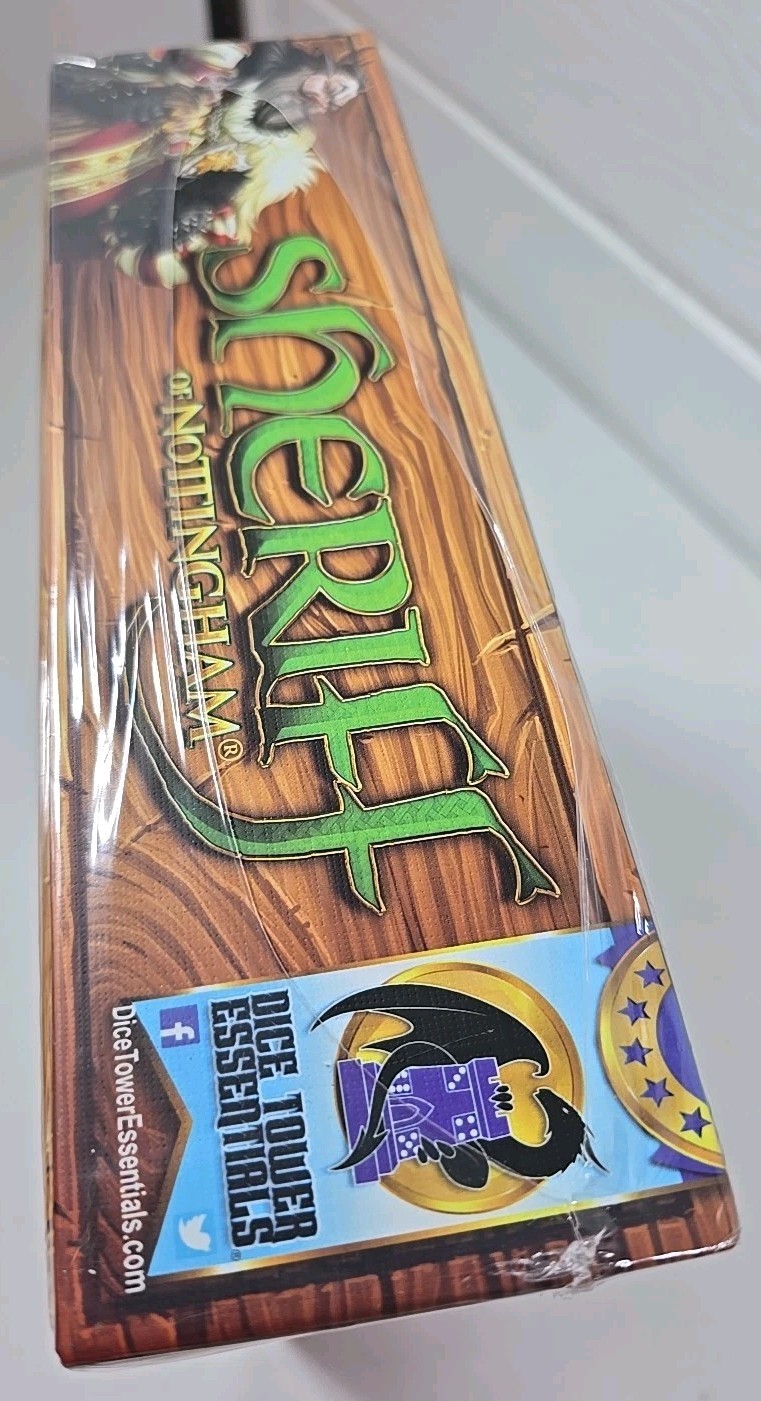 SHERIFF
OF NOTTINGHAM®
DICE TOWER
ESSENTIALS®
f
DiceTowerEssentials.com